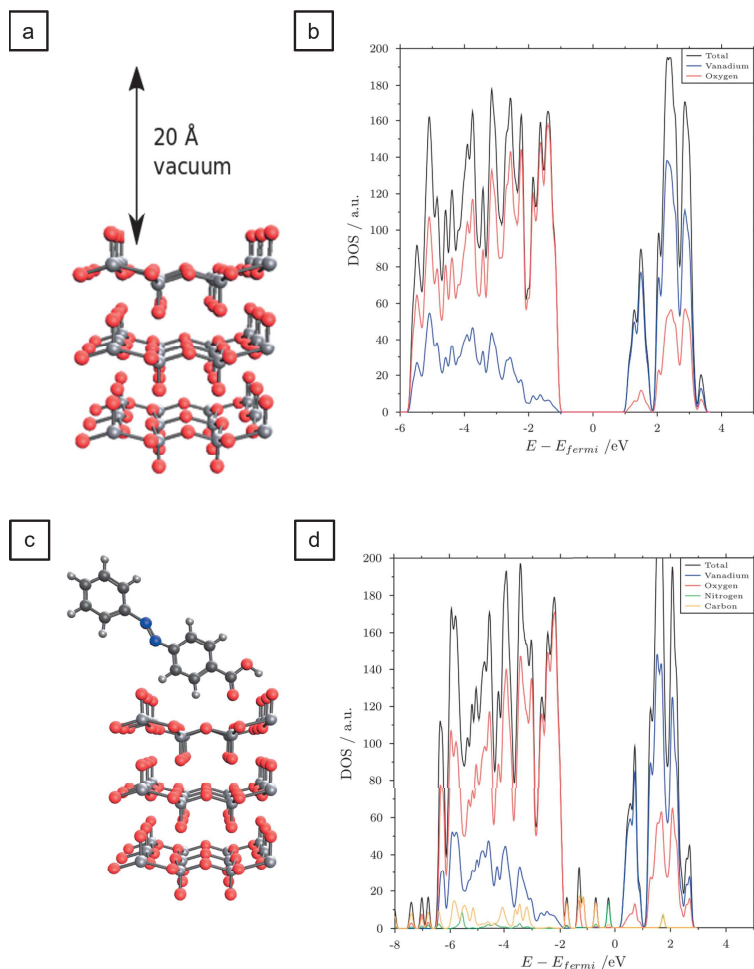 a
20 Å
vacuum
b
200
180
160
140
120
100
80
60
40
20
0
-6
-4
-2
0
2
4
DOS / a.u.
E − E_fermi /eV
Total
Vanadium
Oxygen
c
d
200
180
160
140
120
100
80
60
40
20
0
-8
-6
-4
-2
0
2
4
DOS / a.u.
E − E_fermi /eV
Total
Vanadium
Oxygen
Nitrogen
Carbon